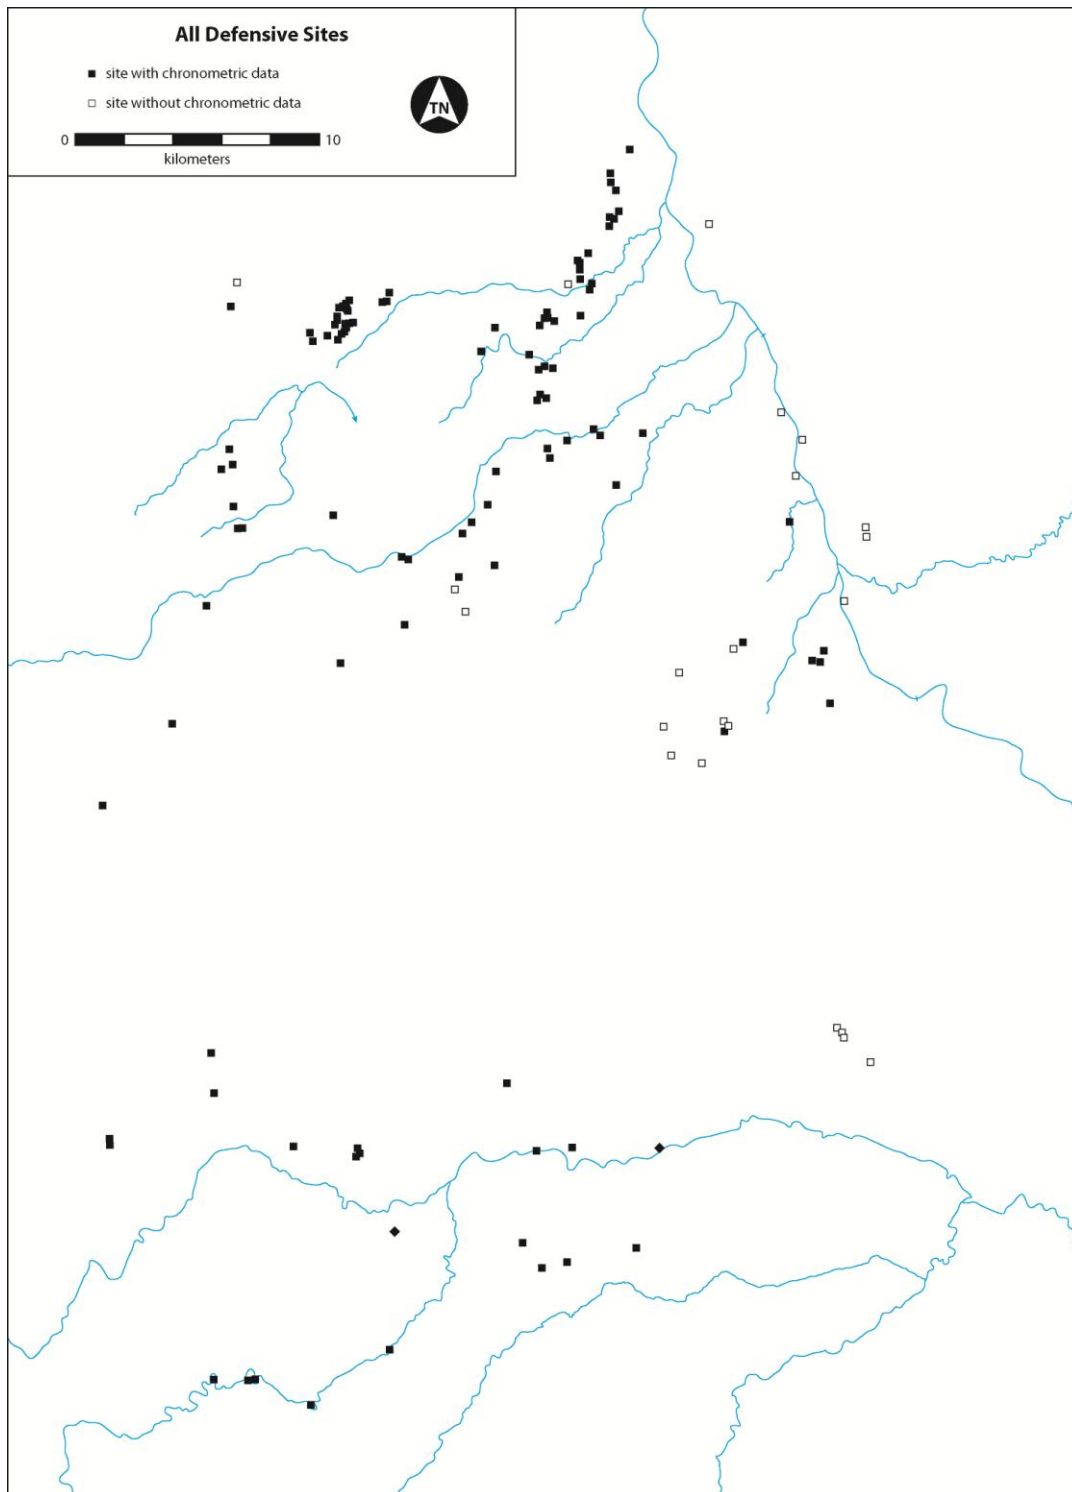 All Defensive Sites
site with chronometric data
site without chronometric data
TN
0 10
kilometers